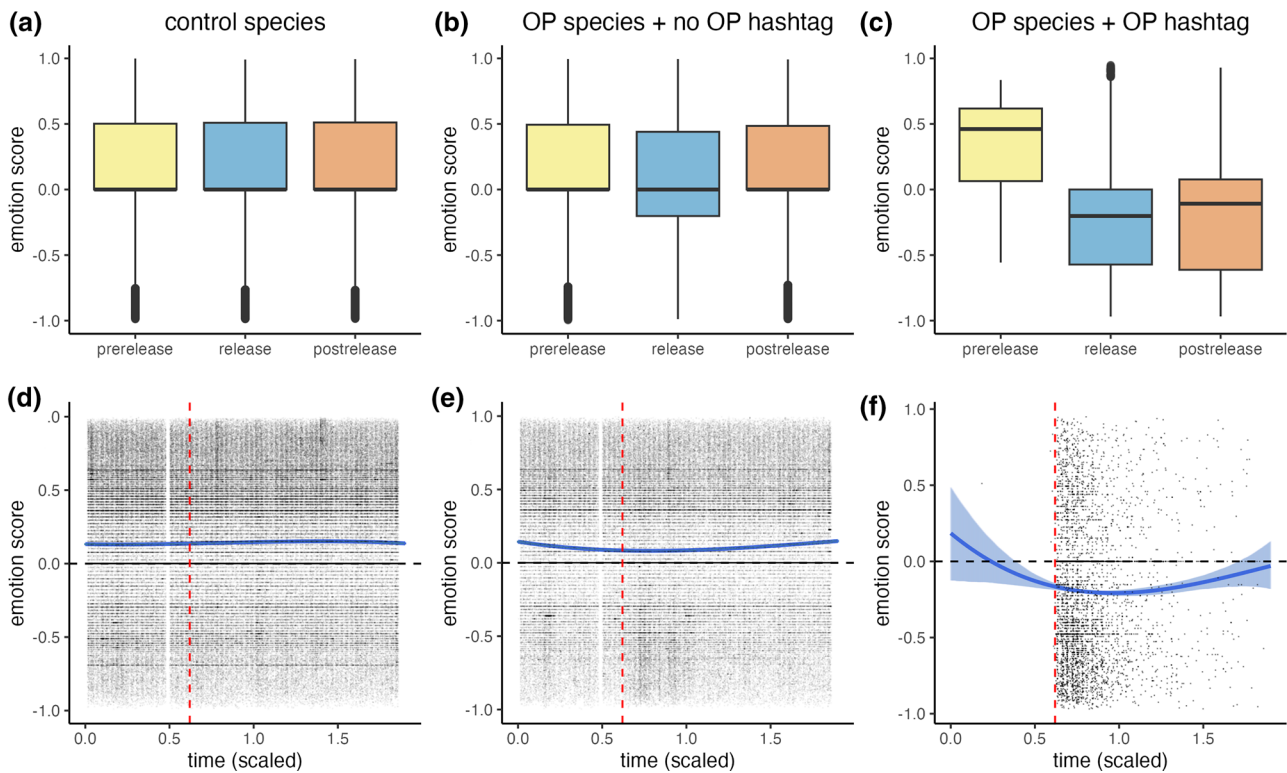 (a) control species
(b) OP species + no OP hashtag
(c) OP species + OP hashtag
emotion score
1.0
0.5
0.0
-0.5
-1.0
prerelease release postrelease
emotion score
1.0
0.5
0.0
-0.5
-1.0
prerelease release postrelease
emotion score
1.0
0.5
0.0
-0.5
-1.0
prerelease release postrelease
(d)
emotion score
.0
0.5
0.0
-0.5
-1.0
0.0 0.5 1.0 1.5
time (scaled)
(e)
emotion score
1.0
0.5
0.0
-0.5
-1.0
0.0 0.5 1.0 1.5
time (scaled)
(f)
emotion score
1.0
0.5
0.0
-0.5
-1.0
0.0 0.5 1.0 1.5
time (scaled)